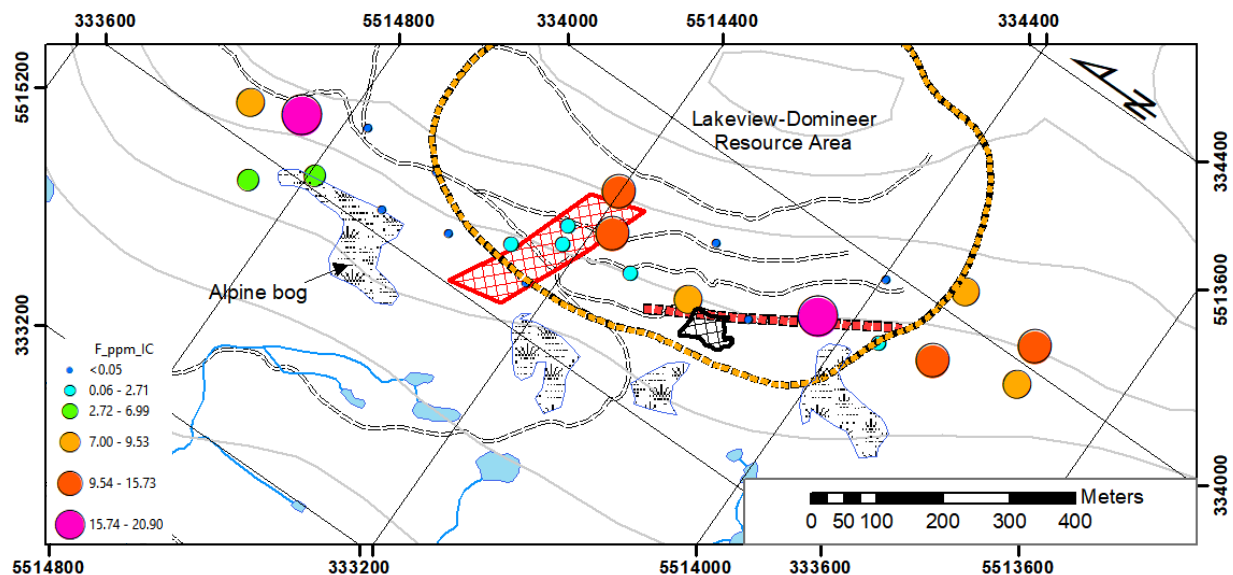 333600
5514800
334000
5514400
334400
5515200
N
Lakeview-Domineer
Resource Area
334400
Alpine bog
5513600
333200
F_ppm_IC
<0.05
0.06 - 2.71
2.72 - 6.99
7.00 - 9.53
9.54 - 15.73
15.74 - 20.90
334000
Meters
0 50 100 200 300 400
5514800
333200
5514000
333600
5513600